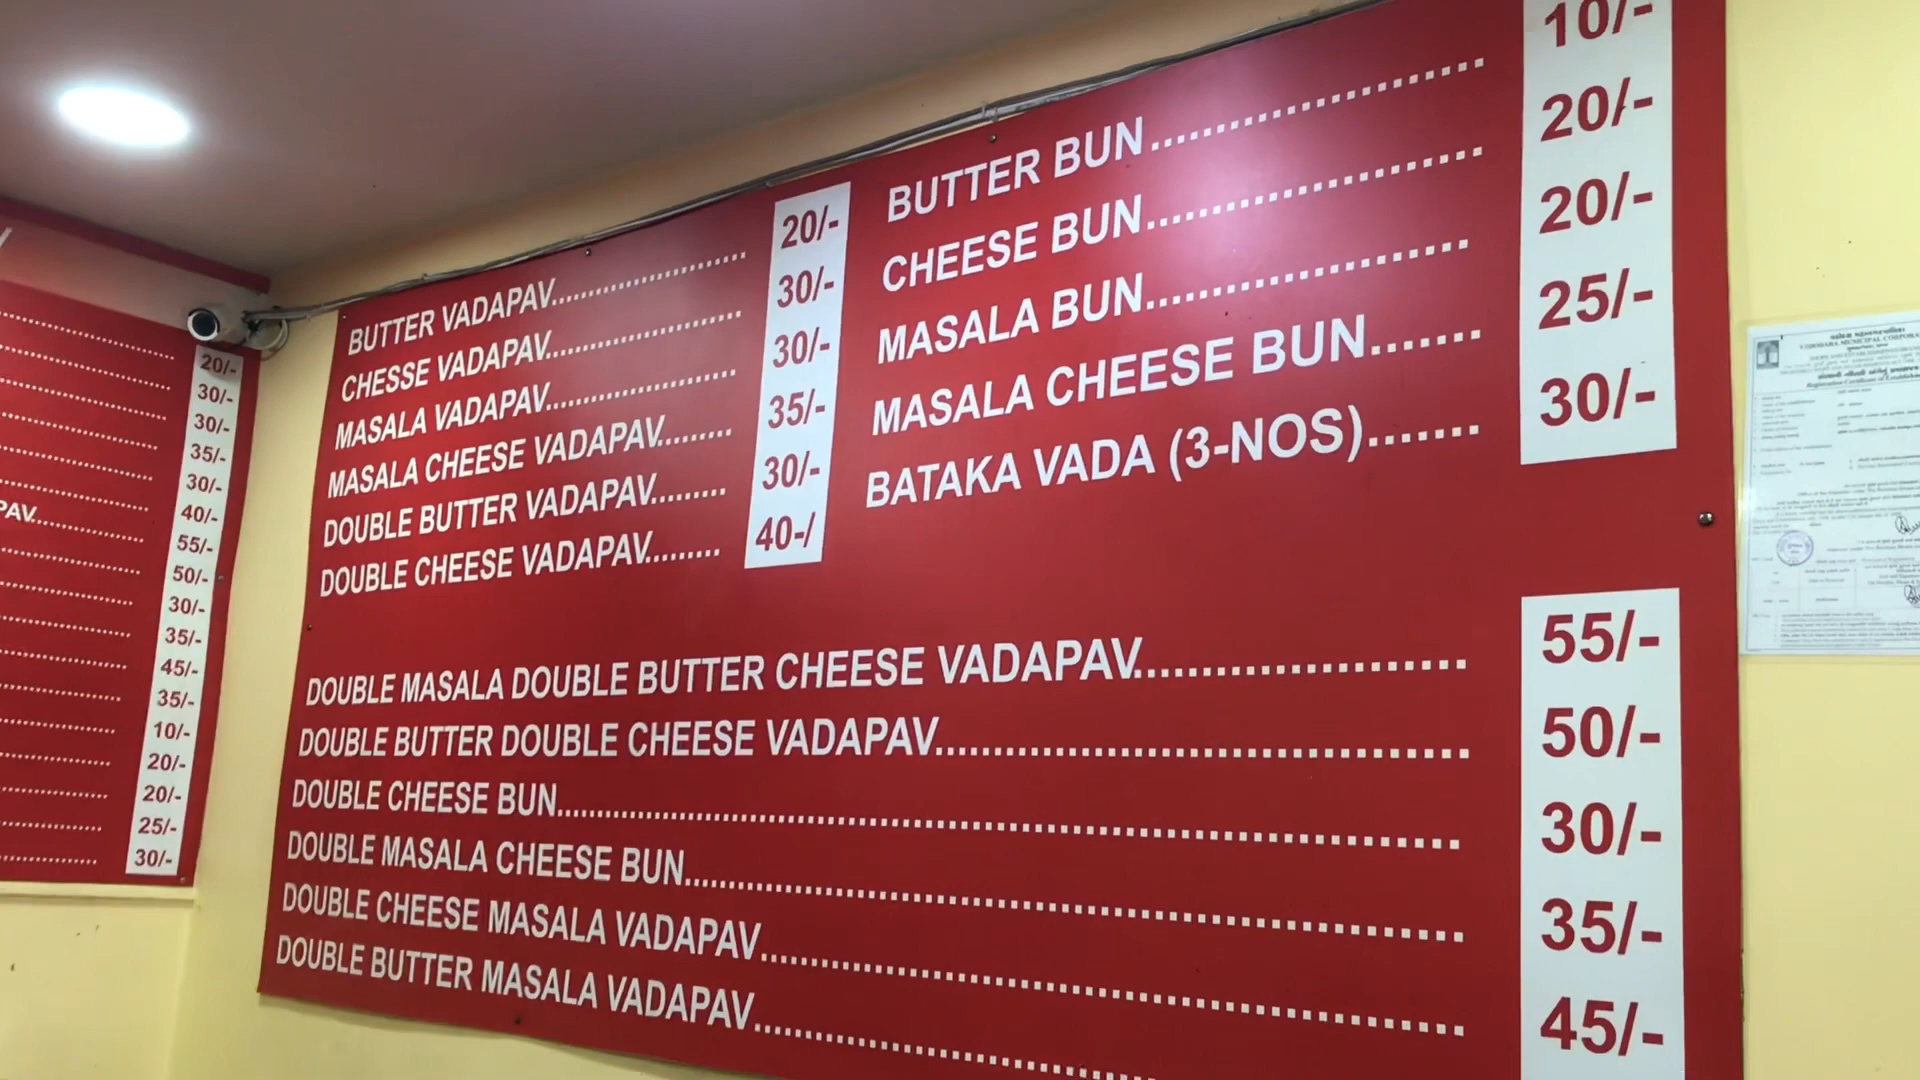 BUTTER VADAPAV.................... 20/-
CHESSE VADAPAV.................... 30/-
MASALA VADAPAV.................... 30/-
MASALA CHEESE VADAPAV......... 35/-
DOUBLE BUTTER VADAPAV......... 30/-
DOUBLE CHEESE VADAPAV......... 40-/
BUTTER BUN........................ 10/-
CHEESE BUN........................ 20/-
MASALA BUN....................... 20/-
MASALA CHEESE BUN....... 25/-
BATAKA VADA (3-NOS)....... 30/-
DOUBLE MASALA DOUBLE BUTTER CHEESE VADAPAV...................... 55/-
DOUBLE BUTTER DOUBLE CHEESE VADAPAV.................................... 50/-
DOUBLE CHEESE BUN.................................................................. 30/-
DOUBLE MASALA CHEESE BUN........................................................ 35/-
DOUBLE CHEESE MASALA VADAPAV.................................................. 45/-
DOUBLE BUTTER MASALA VADAPAV..................................
20/-
30/-
30/-
35/-
30/-
PAV.... 40/-
55/-
50/-
30/-
35/-
45/-
35/-
10/-
20/-
20/-
25/-
30/-
VADODARA MUNICIPAL CORPORA